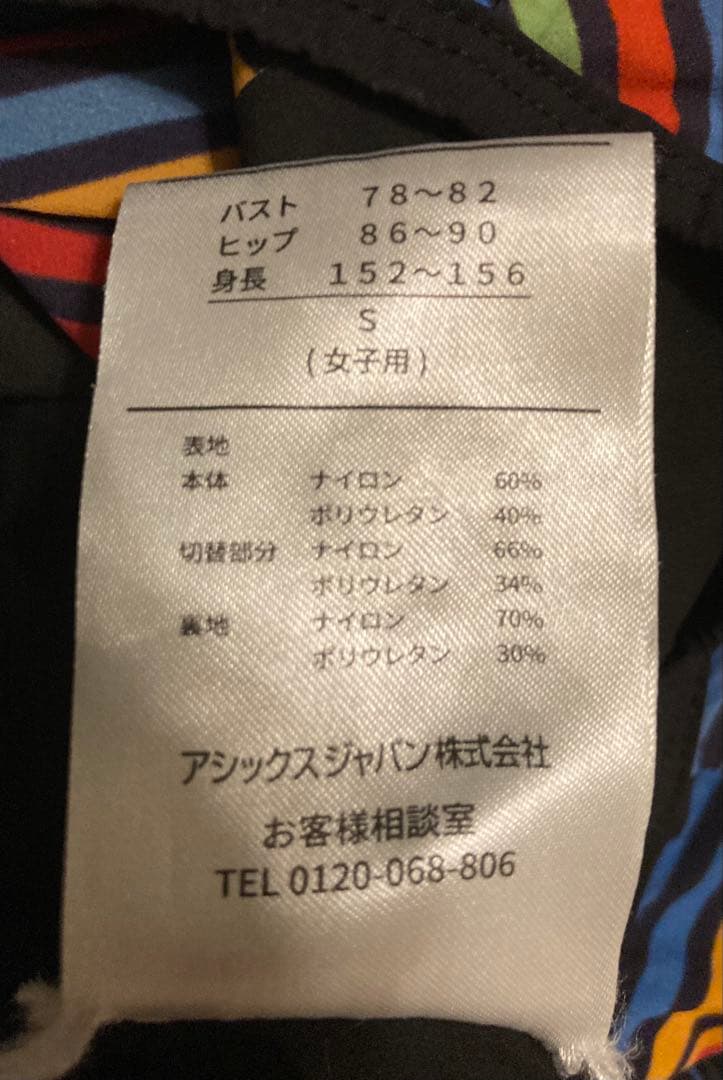 バスト 78～82
ヒップ 86～90
身長 152～156
S
(女子用)
表地
本体 ナイロン 60%
ポリウレタン 40%
切替部分 ナイロン 66%
ポリウレタン 34%
裏地 ナイロン 70%
ポリウレタン 30%
アシックスジャパン株式会社
お客様相談室
TEL 0120-068-806